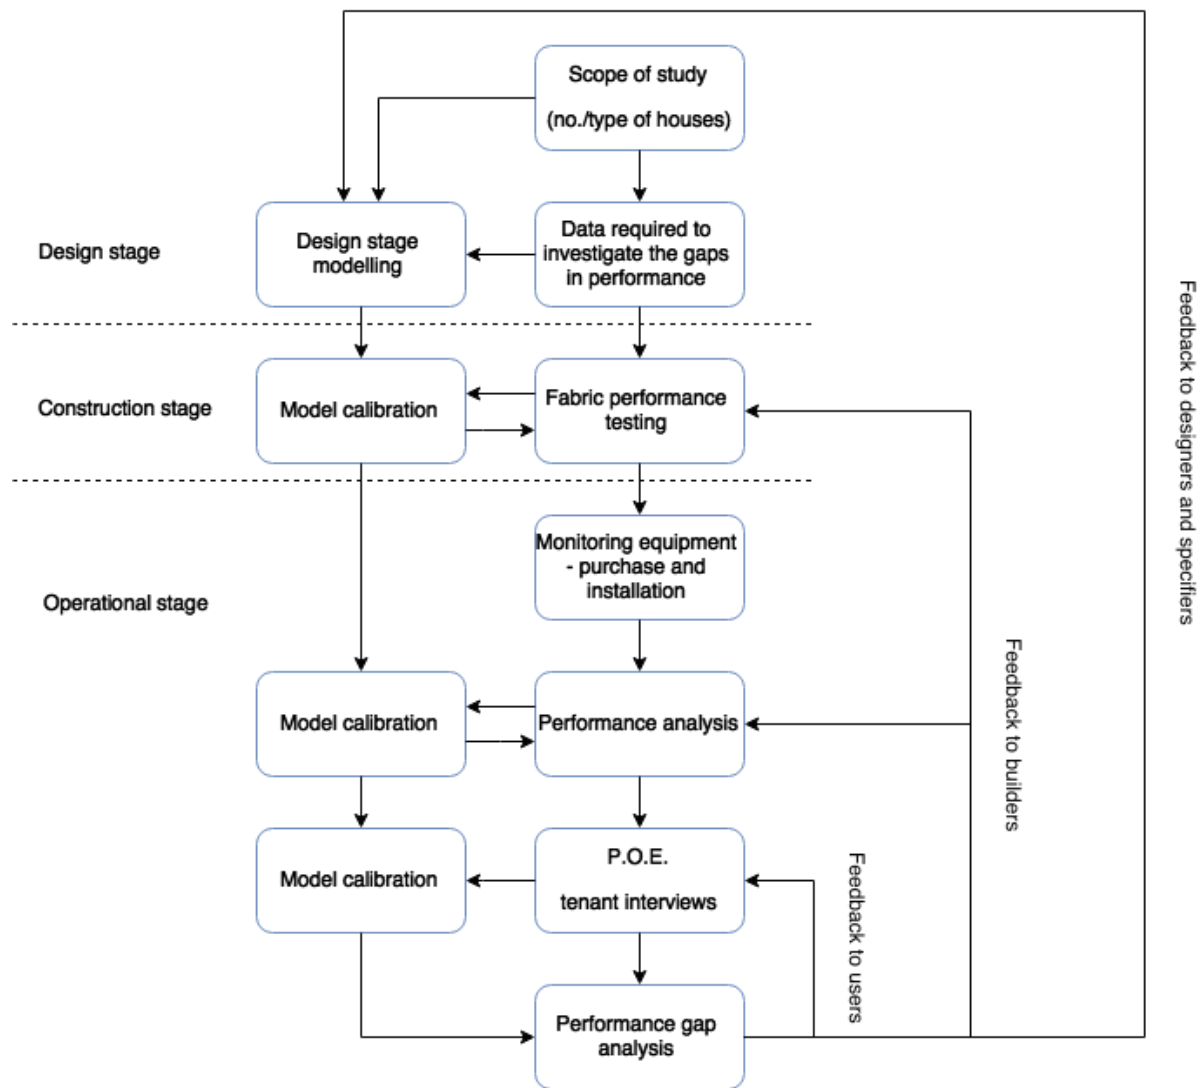 Scope of study
(no./type of houses)
Design stage
Design stage
modelling
Data required to
investigate the gaps
in performance
Construction stage
Model calibration
Fabric performance
testing
Operational stage
Monitoring equipment
- purchase and
installation
Model calibration
Performance analysis
Model calibration
P.O.E.
tenant interviews
Performance gap
analysis
Feedback to users
Feedback to builders
Feedback to designers and specifiers